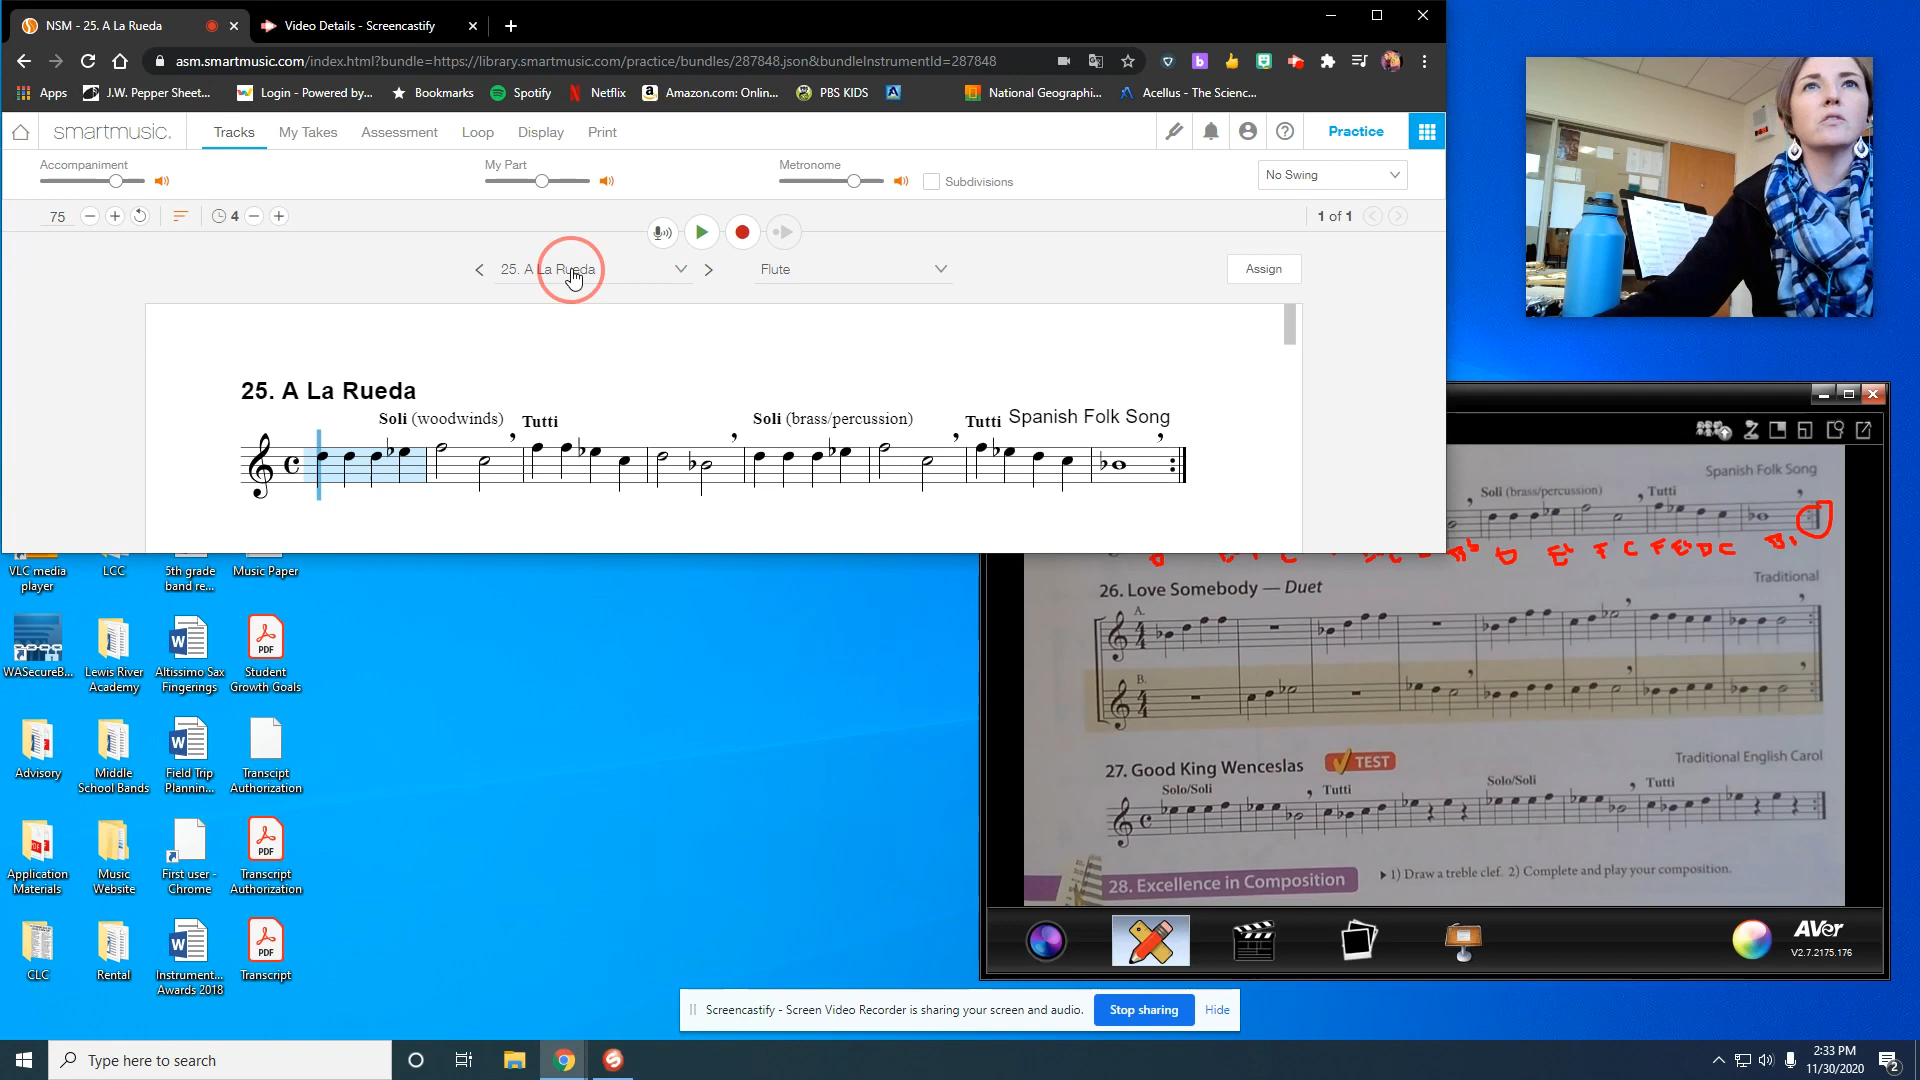 NSM - 25. A La Rueda
Video Details - Screencastify
asm.smartmusic.com/index.html?bundle=https://library.smartmusic.com/practice/bundles/287848.json&bundleInstrumentId=287848
Apps
J.W. Pepper Sheet...
Login - Powered by...
Bookmarks
Spotify
Netflix
Amazon.com: Onlin...
PBS KIDS
National Geographi...
Acellus - The Scienc...
smartmusic.
Tracks
My Takes
Assessment
Loop
Display
Print
Practice
Accompaniment
My Part
Metronome
Subdivisions
No Swing
75
4
1 of 1
25. A La Rueda
Flute
Assign
25. A La Rueda
Soli (woodwinds) Tutti
Soli (brass/percussion)
Tutti Spanish Folk Song
Spanish Folk Song
Soli (brass/percussion)
Tutti
Bb D Eb F C F Eb D C B
26. Love Somebody — Duet
Traditional
A.
B.
27. Good King Wenceslas
TEST
Traditional English Carol
Solo/Soli
Tutti
Solo/Soli
Tutti
28. Excellence in Composition
1) Draw a treble clef. 2) Complete and play your composition.
AVer
V2.7.2175.176
VLC media player
LCC
5th grade band re...
Music Paper
WASecureB...
Lewis River Academy
Altissimo Sax Fingerings
Student Growth Goals
Advisory
Middle School Bands
Field Trip Plannin...
Transcipt Authorization
Application Materials
Music Website
First user - Chrome
Transcript Authorization
CLC
Rental
Instrument... Awards 2018
Transcript
Screencastify - Screen Video Recorder is sharing your screen and audio.
Stop sharing
Hide
Type here to search
2:33 PM
11/30/2020
2